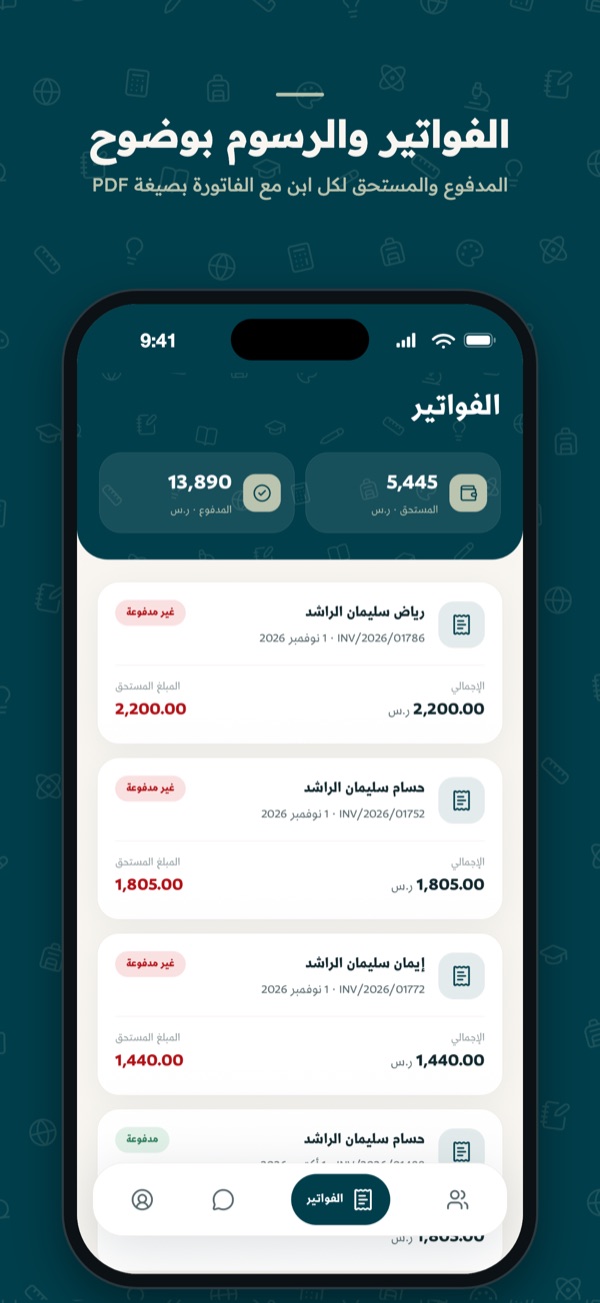 الفواتير والرسوم بوضوح
المدفوع والمستحق لكل ابن مع الفاتورة بصيغة PDF
9:41
الفواتير
5,445
المستحق · ر.س
13,890
المدفوع · ر.س
رياض سليمان الراشد
غير مدفوعة
INV/2026/01786 · 1 نوفمبر 2026
الإجمالي
المبلغ المستحق
2,200.00 ر.س
2,200.00
حسام سليمان الراشد
غير مدفوعة
INV/2026/01752 · 1 نوفمبر 2026
الإجمالي
المبلغ المستحق
1,805.00 ر.س
1,805.00
إيمان سليمان الراشد
غير مدفوعة
INV/2026/01772 · 1 نوفمبر 2026
الإجمالي
المبلغ المستحق
1,440.00 ر.س
1,440.00
حسام سليمان الراشد
مدفوعة
الفواتير
1,805.00 ر.س